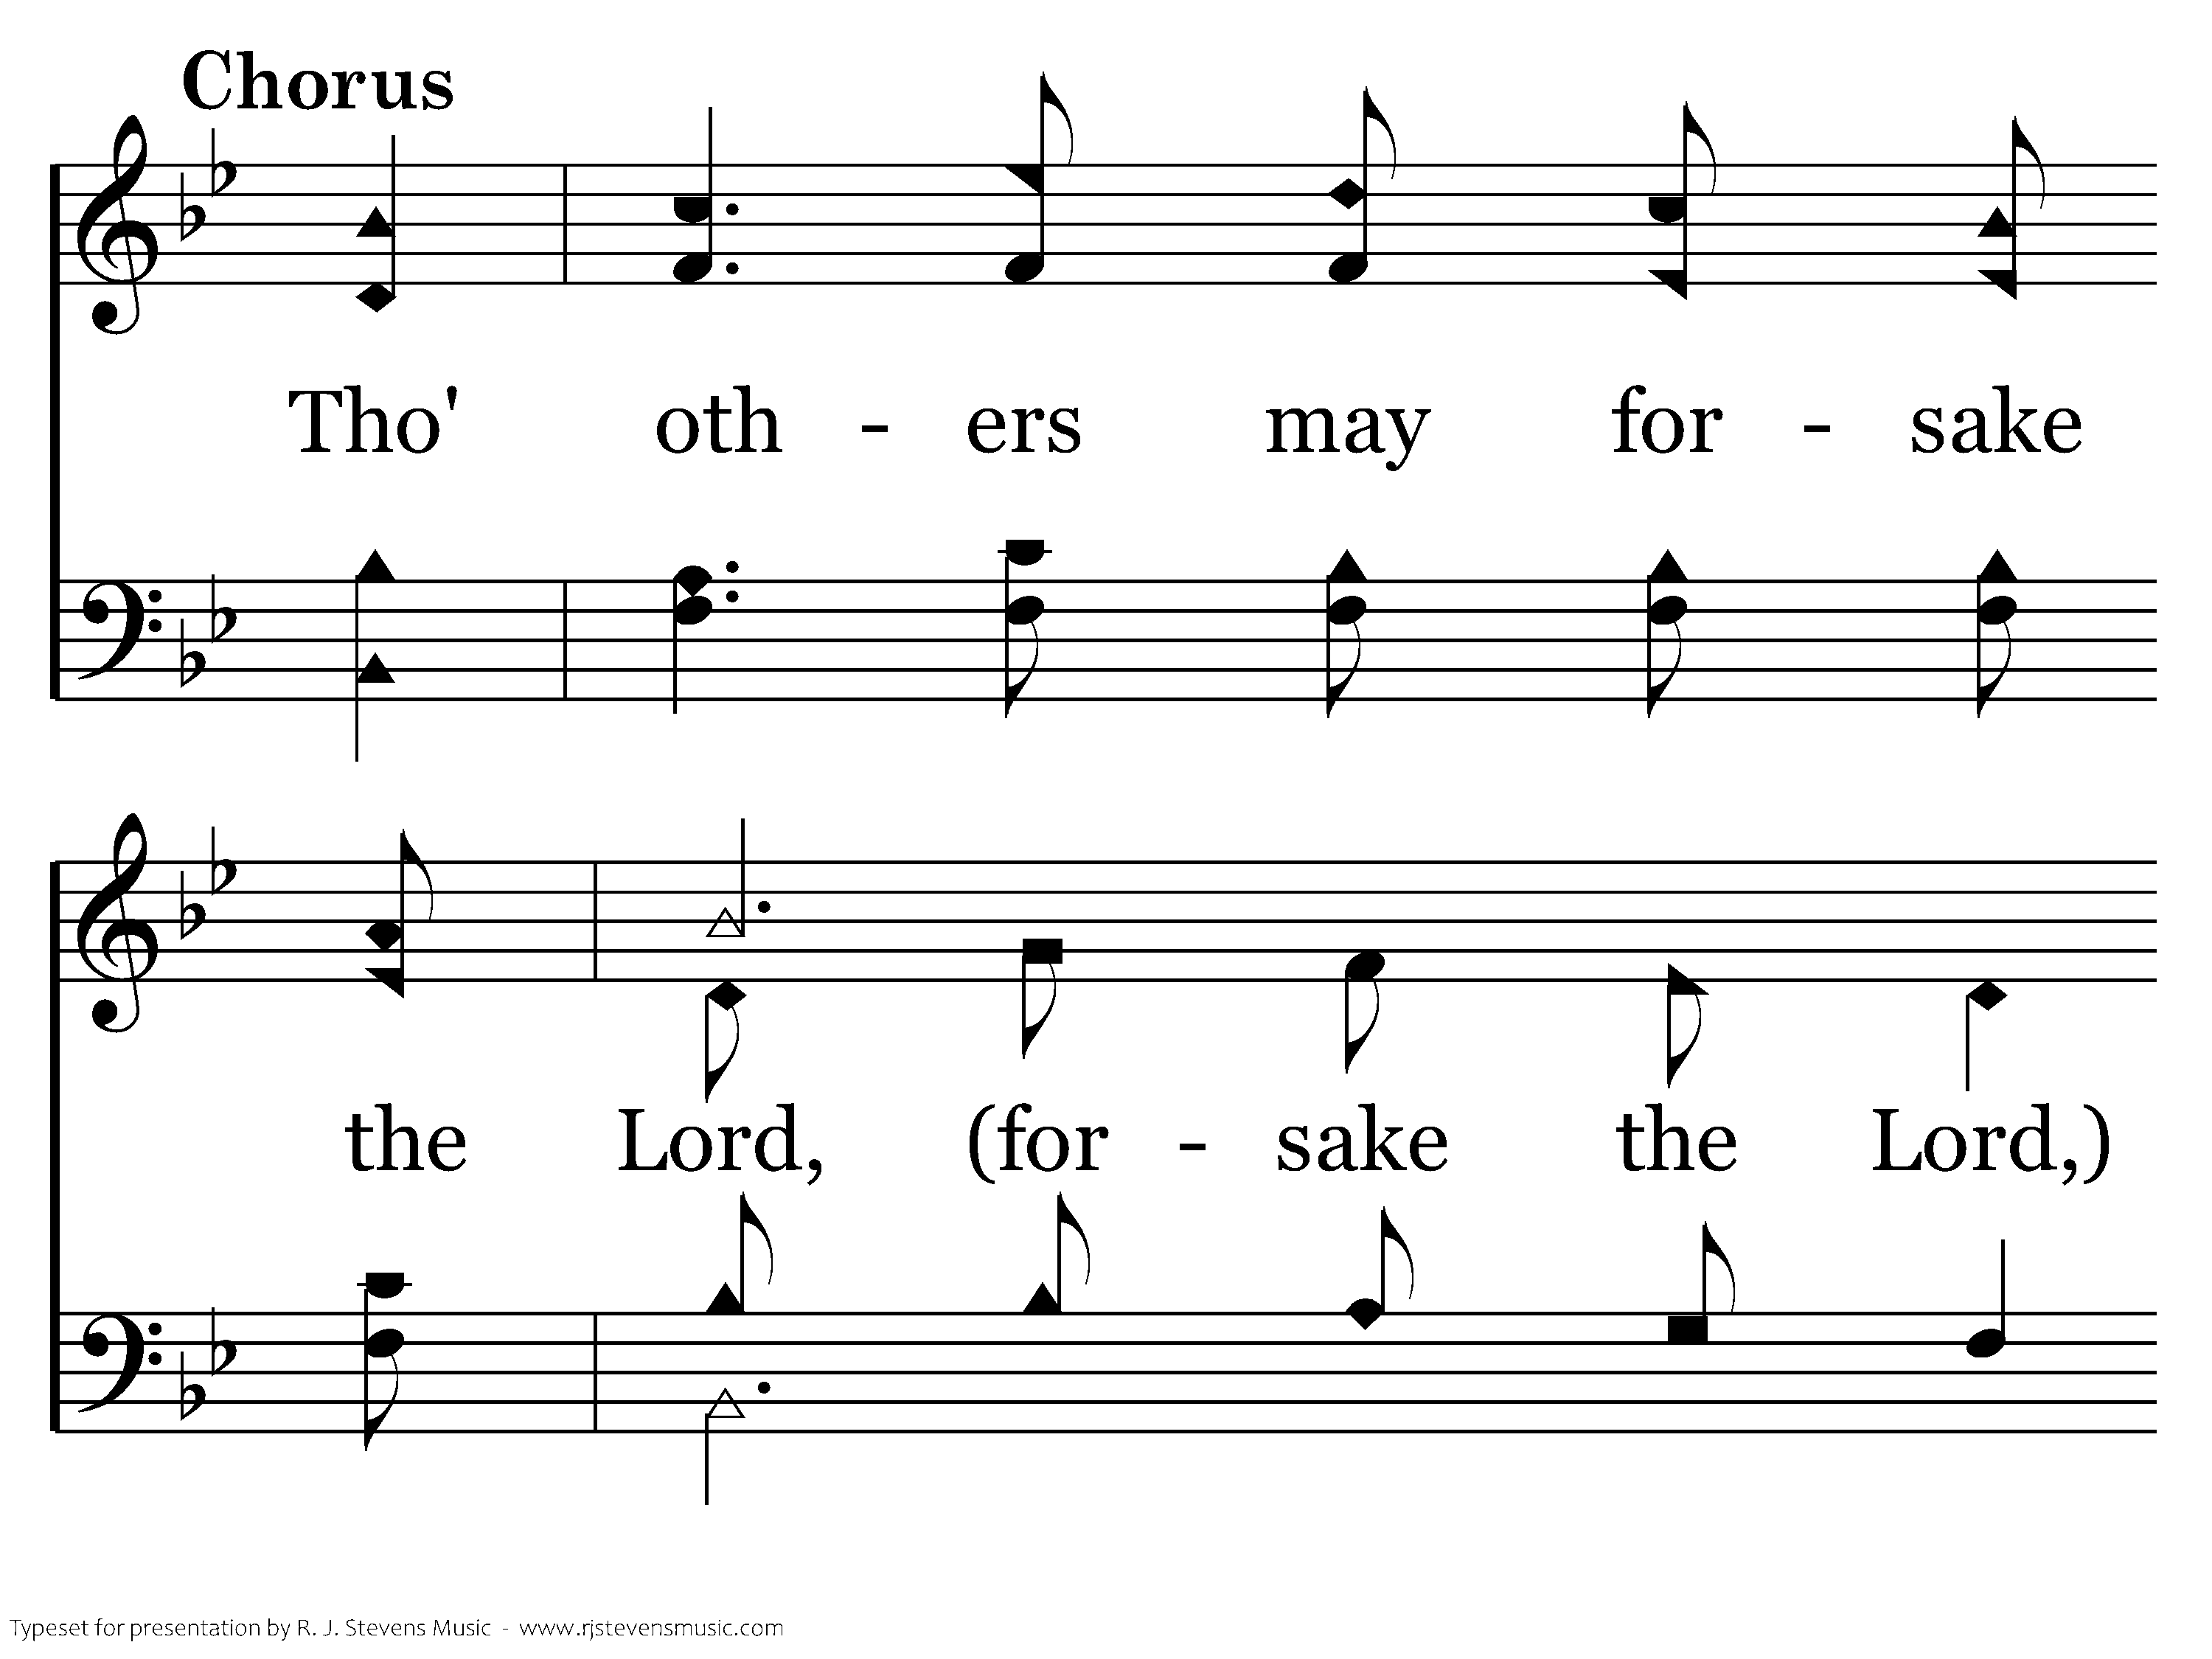 Chorus
Tho' oth - ers may for - sake
the Lord, (for - sake the Lord,)
Typeset for presentation by R. J. Stevens Music - www.rjstevensmusic.com